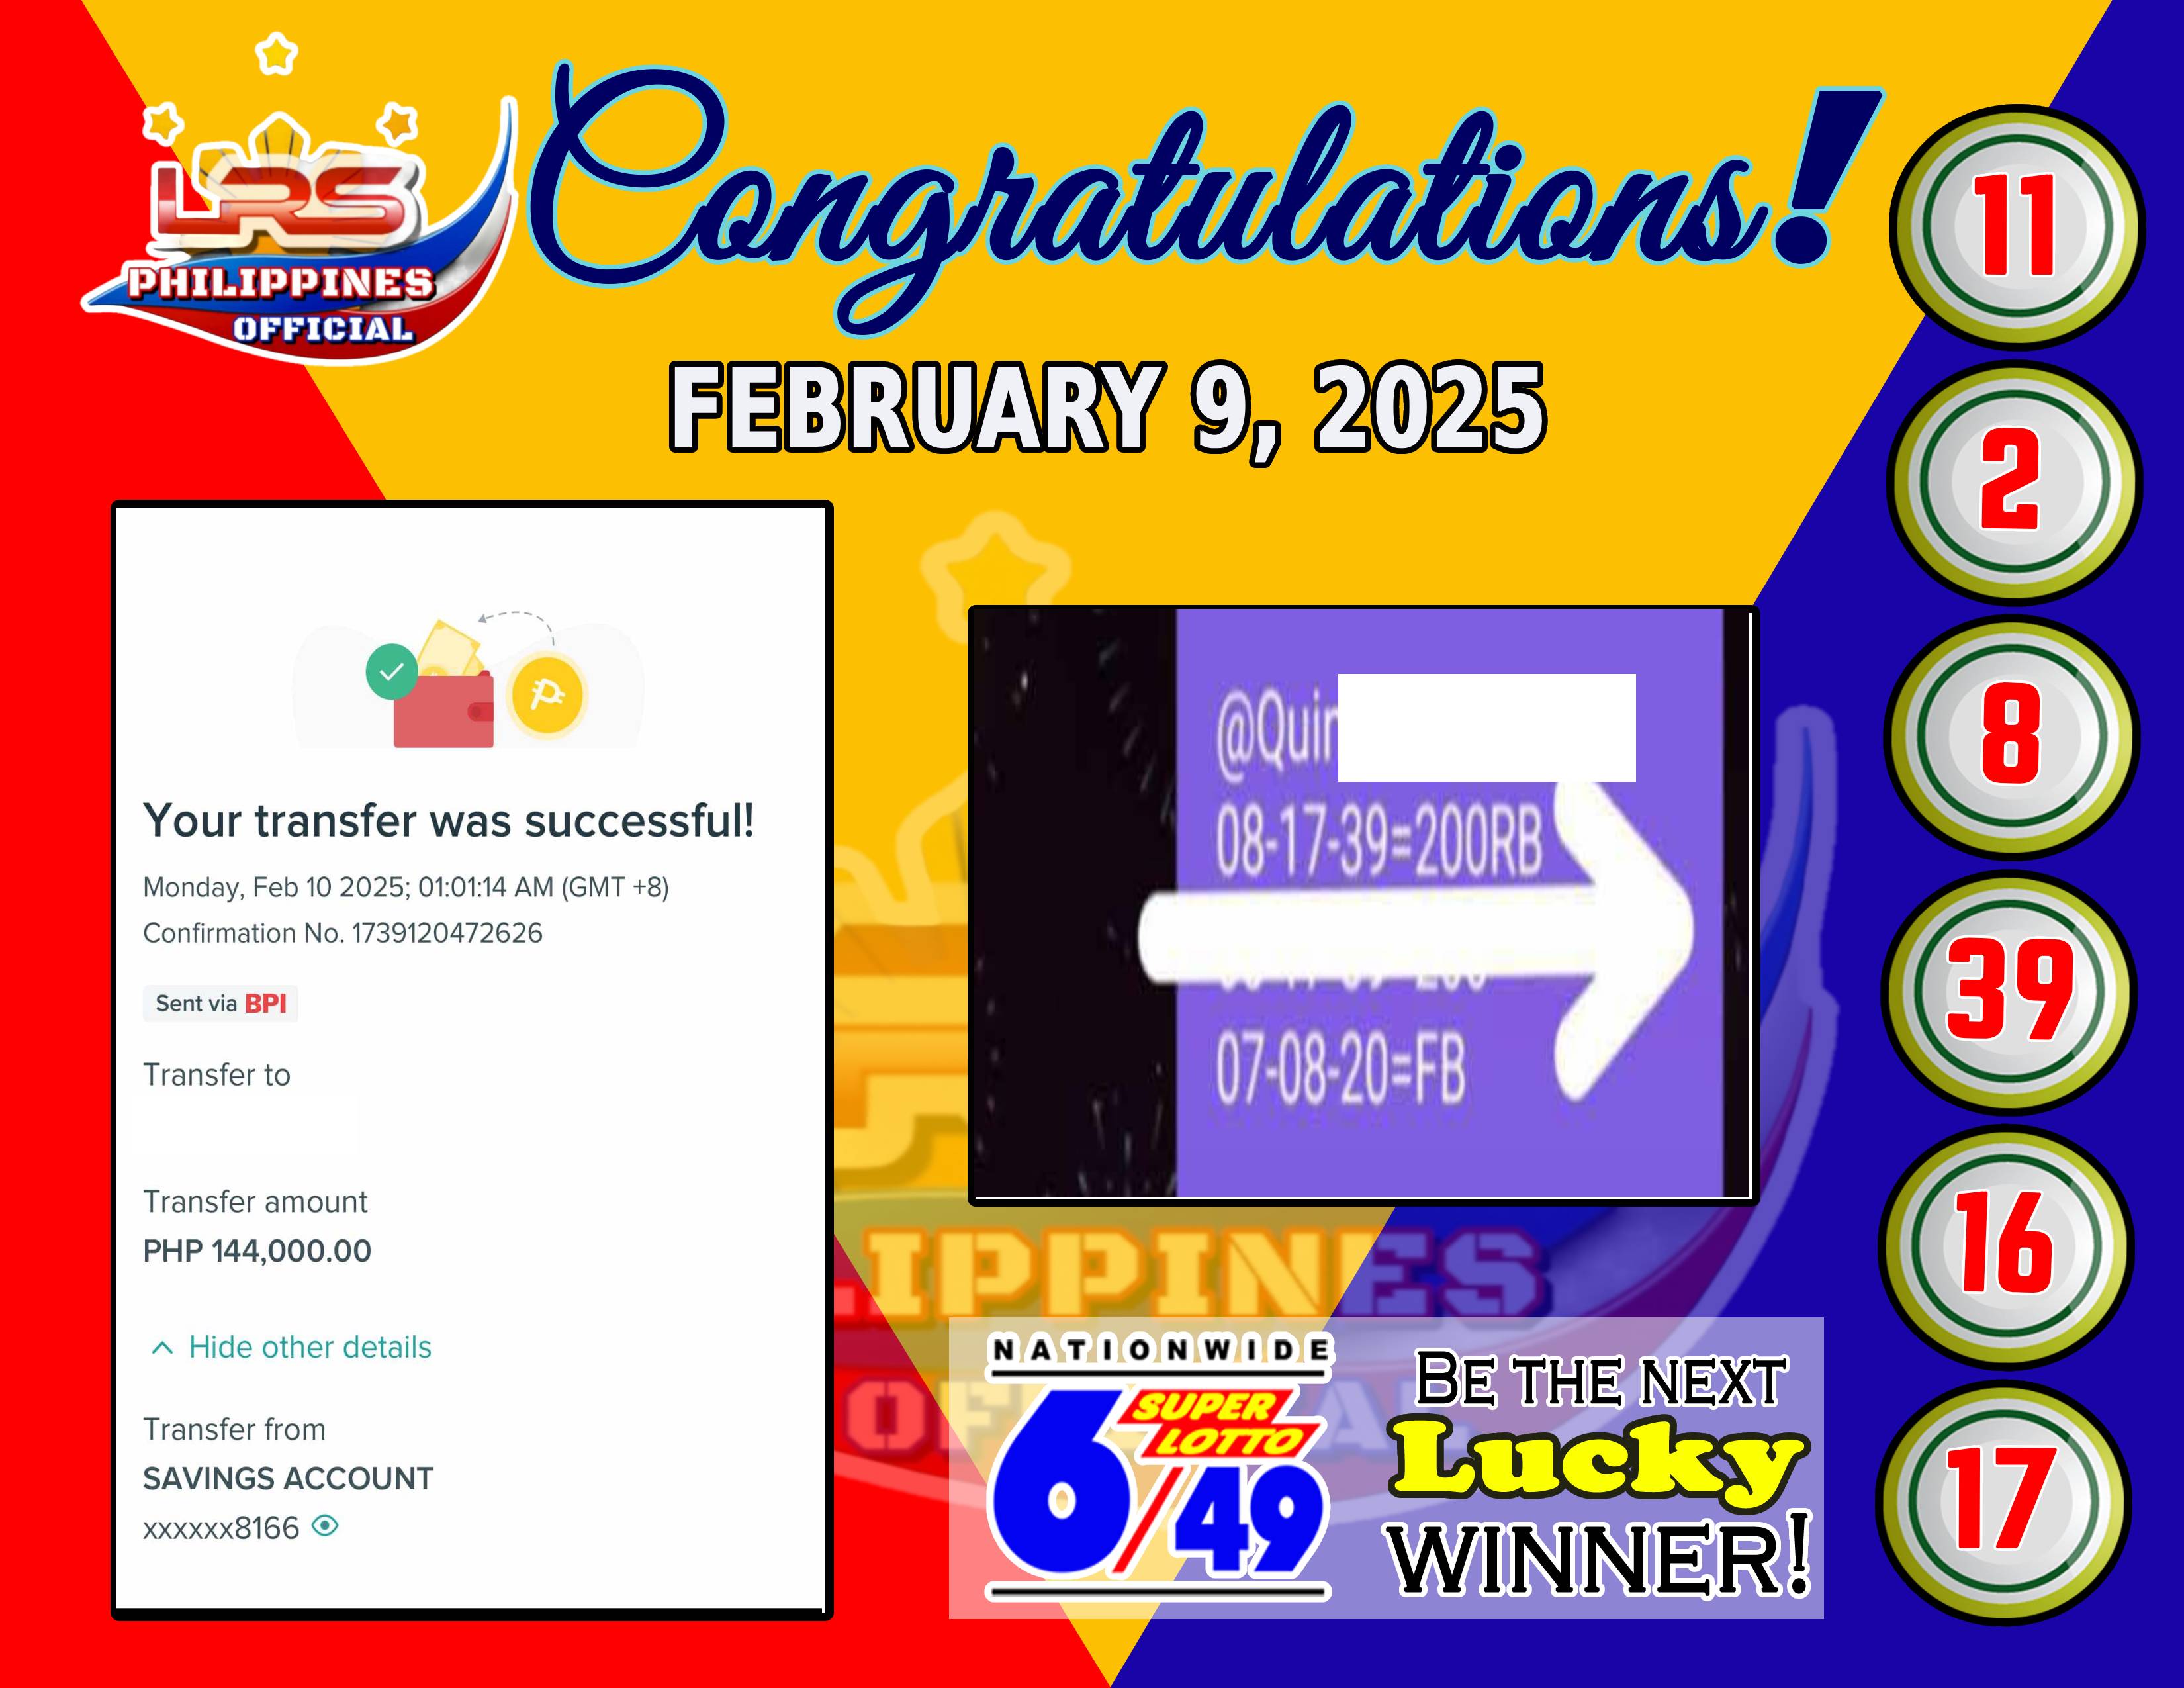 LRS
PHILIPPINES
OFFICIAL
Congratulations!
FEBRUARY 9, 2025
Your transfer was successful!
Monday, Feb 10 2025; 01:01:14 AM (GMT +8)
Confirmation No. 1739120472626
Sent via BPI
Transfer to
Transfer amount
PHP 144,000.00
Hide other details
Transfer from
SAVINGS ACCOUNT
xxxxxx8166
@Quin
08-17-39=200RB
07-08-20=FB
IPPINES
NATIONWIDE
6/49
SUPER
LOTTO
BE THE NEXT
Lucky
WINNER!
11
2
8
39
16
17